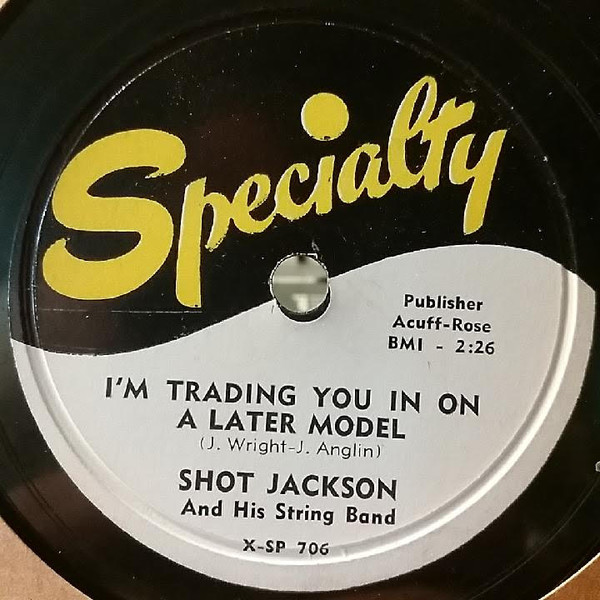 Specialty
Publisher
Acuff-Rose
BMI - 2:26
I'M TRADING YOU IN ON
A LATER MODEL
(J. Wright-J. Anglin)
SHOT JACKSON
And His String Band
X-SP 706